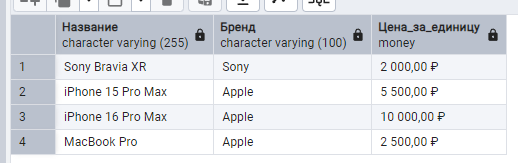 SQL
Название
character varying (255)
Бренд
character varying (100)
Цена_за_единицу
money
1 Sony Bravia XR Sony 2 000,00 ₽
2 iPhone 15 Pro Max Apple 5 500,00 ₽
3 iPhone 16 Pro Max Apple 10 000,00 ₽
4 MacBook Pro Apple 2 500,00 ₽